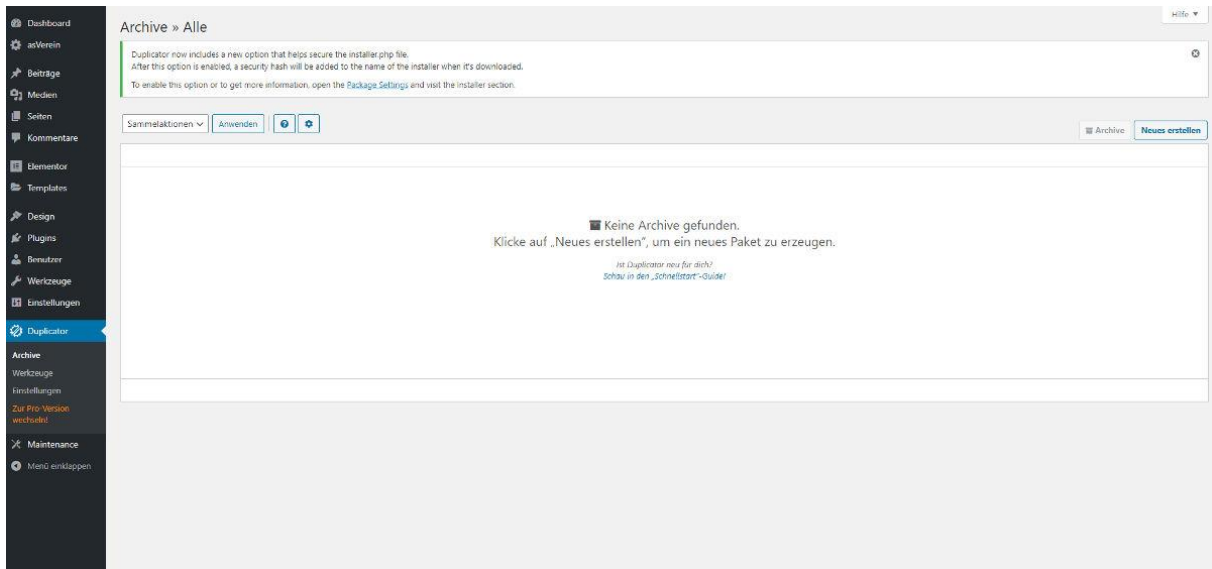 Dashboard
asVerein
Beiträge
Medien
Seiten
Kommentare
Elementor
Templates
Design
Plugins
Benutzer
Werkzeuge
Einstellungen
Duplicator
Archive
Werkzeuge
Einstellungen
Zur Pro-Version
wechseln!
Maintenance
Menü einklappen
Hilfe
Archive » Alle
Duplicator now includes a new option that helps secure the installer.php file.
After this option is enabled, a security hash will be added to the name of the installer when it's downloaded.
To enable this option or to get more information, open the Package Settings and visit the installer section.
Sammelaktionen Anwenden
Archive Neues erstellen
Keine Archive gefunden.
Klicke auf „Neues erstellen“, um ein neues Paket zu erzeugen.
Ist Duplicator neu für dich?
Schau in den „Schnellstart“-Guide!